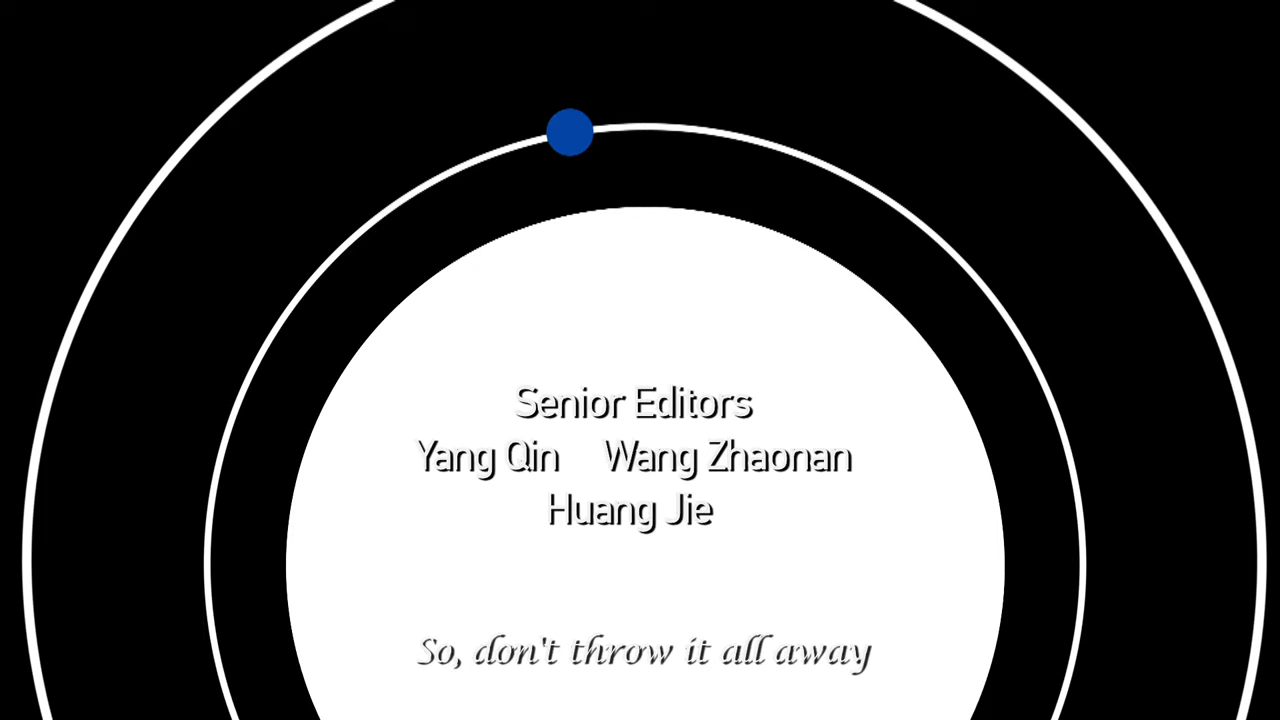 Senior Editors
Yang Qin Wang Zhaonan
Huang Jie
So, don't throw it all away